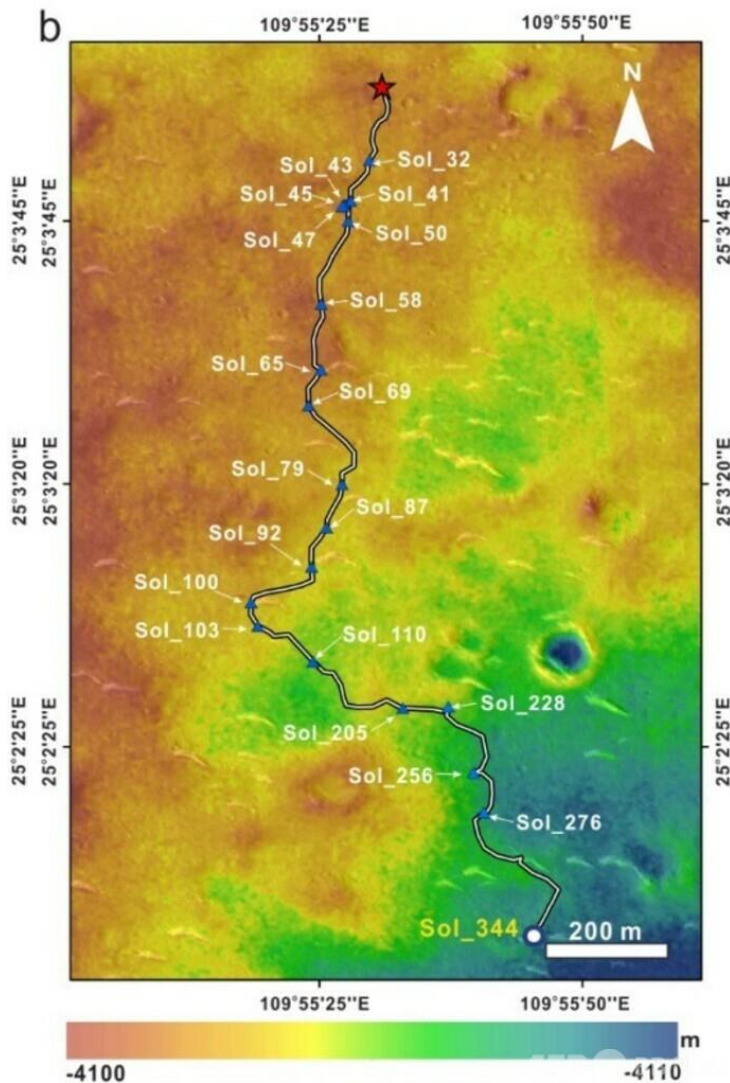 b
109°55'25"E 109°55'50"E
N
Sol_43
Sol_32
Sol_45
Sol_41
Sol_47
Sol_50
25°3'45"E 25°3'45"E
Sol_58
Sol_65
Sol_69
25°3'20"E 25°3'20"E
Sol_79
Sol_87
Sol_92
Sol_100
Sol_103
Sol_110
Sol_205
Sol_228
25°2'25"E 25°2'25"E
Sol_256
Sol_276
Sol_344
200 m
109°55'25"E 109°55'50"E
m
-4100 -4110